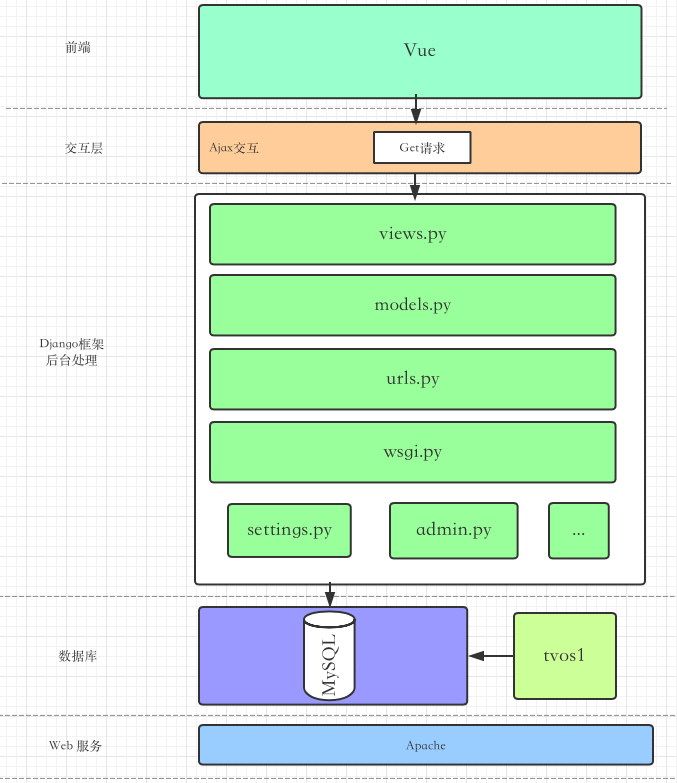 前端
Vue
交互层
Ajax交互
Get请求
Django框架
后台处理
views.py
models.py
urls.py
wsgi.py
settings.py
admin.py
...
数据库
MySQL
tvos1
Web 服务
Apache